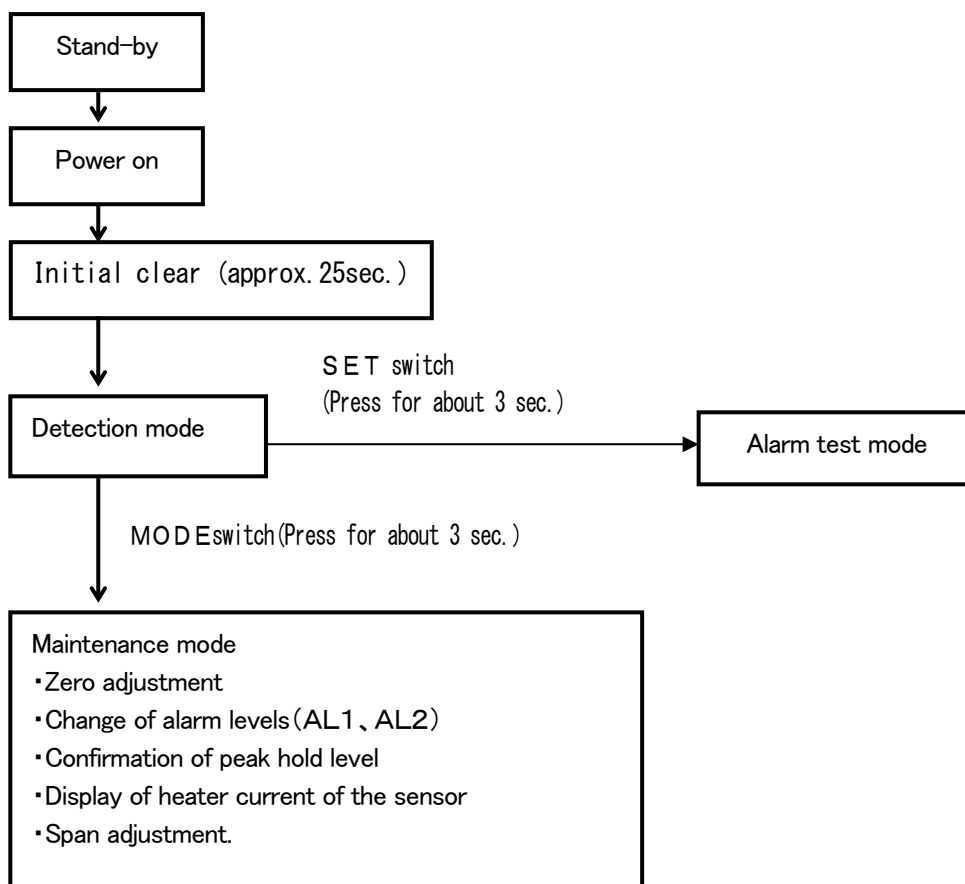 Stand-by
Power on
Initial clear (approx.25sec.)
SET switch
(Press for about 3 sec.)
Detection mode
Alarm test mode
MODEswitch(Press for about 3 sec.)
Maintenance mode
・Zero adjustment
・Change of alarm levels(AL1、AL2)
・Confirmation of peak hold level
・Display of heater current of the sensor
・Span adjustment.